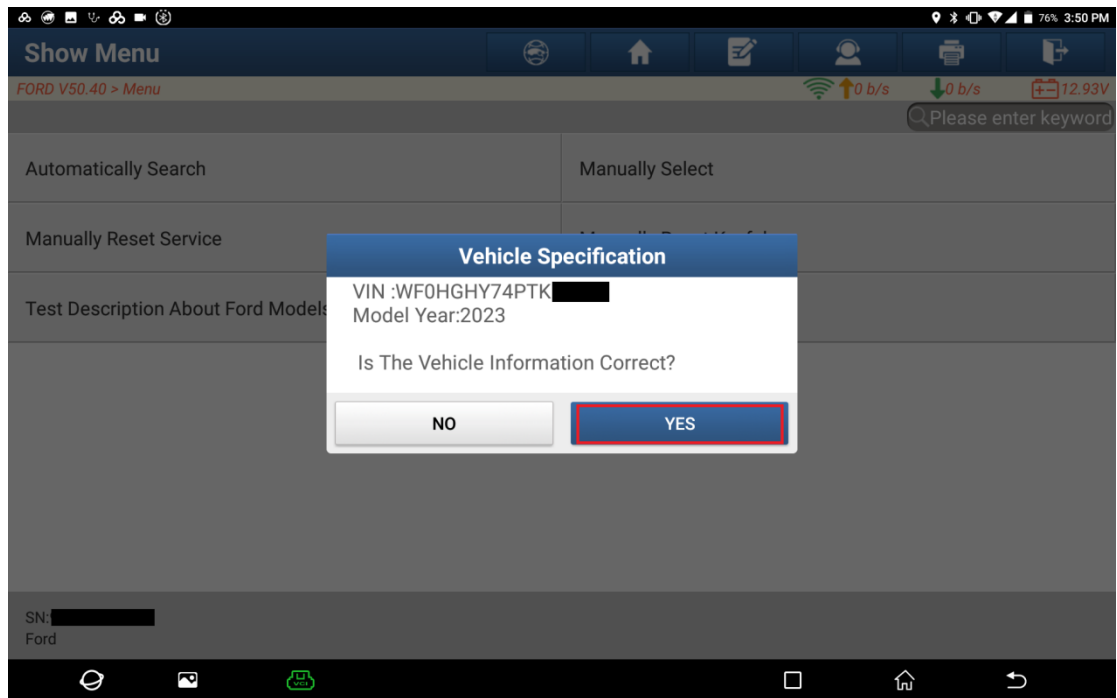 76% 3:50 PM
Show Menu
FORD V50.40 > Menu
0 b/s
0 b/s
12.93V
Please enter keyword
Automatically Search
Manually Select
Manually Reset Service
Vehicle Specification
VIN :WF0HGHY74PTK
Model Year:2023
Is The Vehicle Information Correct?
NO
YES
Test Description About Ford Models
SN:
Ford
VCI